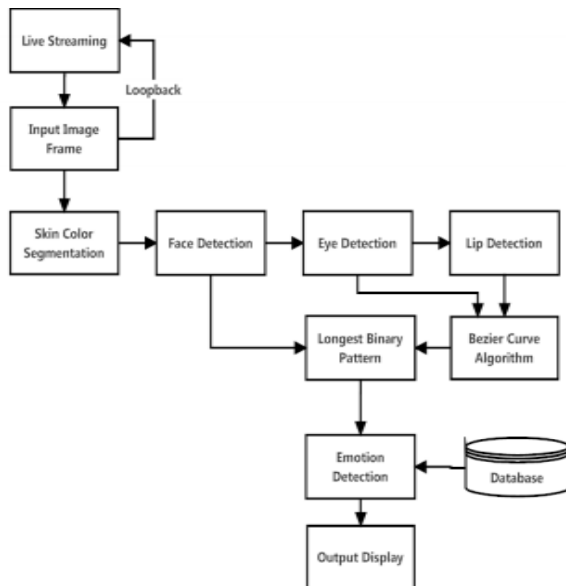 Live Streaming
Loopback
Input Image
Frame
Skin Color
Segmentation
Face Detection
Eye Detection
Lip Detection
Longest Binary
Pattern
Bezier Curve
Algorithm
Emotion
Detection
Database
Output Display